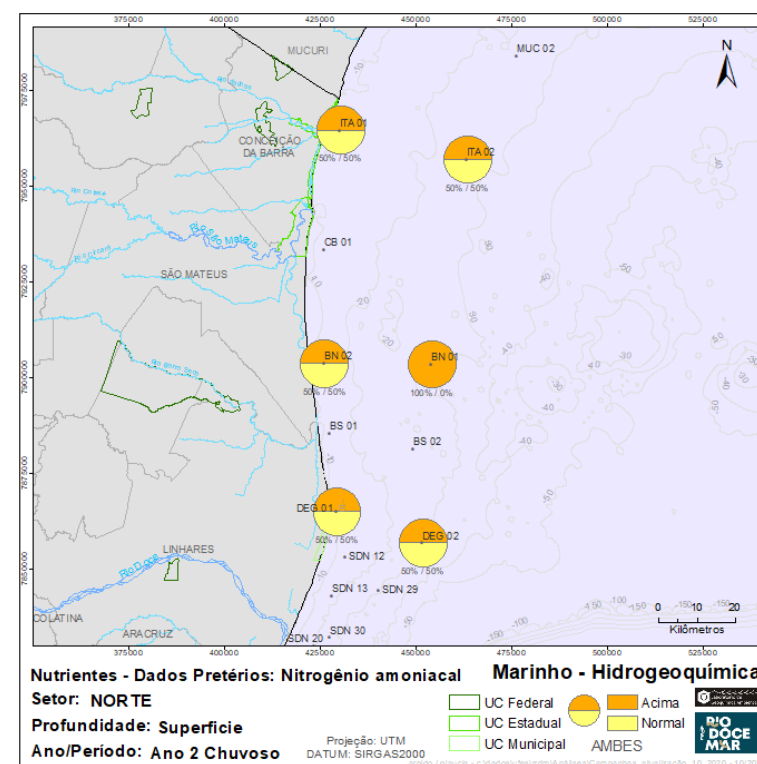 375000 400000 425000 450000 475000 500000 525000
MUCURI
MUC 02
N
7975000
ITA 01
CONCEIÇÃO
DA BARRA
50% / 50%
ITA 02
50% / 50%
7950000
Rio São Mateus
CB 01
SÃO MATEUS
7925000
BN 02
50% / 50%
BN 01
100% / 0%
7900000
BS 01
BS 02
7875000
DEG 01
50% / 50%
DEG 02
50% / 50%
LINHARES
Rio Doce
SDN 12
7850000
SDN 13
SDN 29
COLATINA
ARACRUZ
SDN 20
SDN 30
0 10 20
Kilômetros
375000 400000 425000 450000 475000 500000 525000
Nutrientes - Dados Pretérios: Nitrogênio amoniacal
Setor: NORTE
Profundidade: Superficie
Ano/Período: Ano 2 Chuvoso
Projeção: UTM
DATUM: SIRGAS2000
Marinho - Hidrogeoquímica
UC Federal
UC Estadual
UC Municipal
Acima
Normal
AMBES
RIO
DOCE
MAR